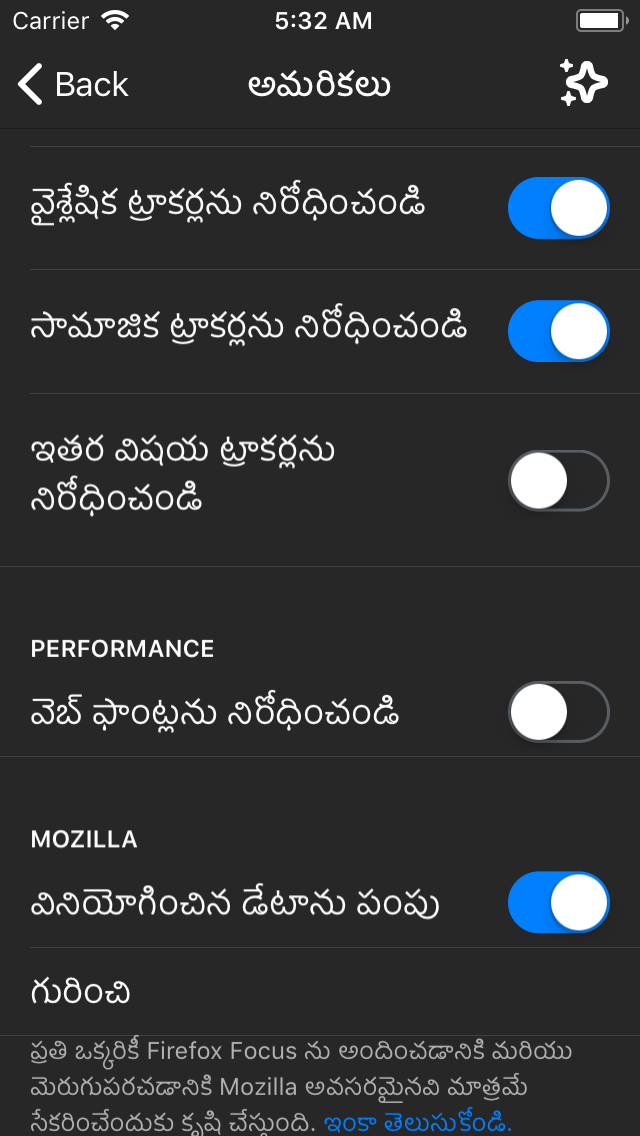 Carrier 5:32 AM
Back అమరికలు
వైశ్లేషిక ట్రాకర్లను నిరోధించండి
సామాజిక ట్రాకర్లను నిరోధించండి
ఇతర విషయ ట్రాకర్లను
నిరోధించండి
PERFORMANCE
వెబ్ ఫాంట్లను నిరోధించండి
MOZILLA
వినియోగించిన డేటాను పంపు
గురించి
ప్రతి ఒక్కరికీ Firefox Focus ను అందించడానికి మరియు
మెరుగుపరచడానికి Mozilla అవసరమైనవి మాత్రమే
సేకరించేందుకు కృషి చేస్తుంది. ఇంకా తెలుసుకోండి.